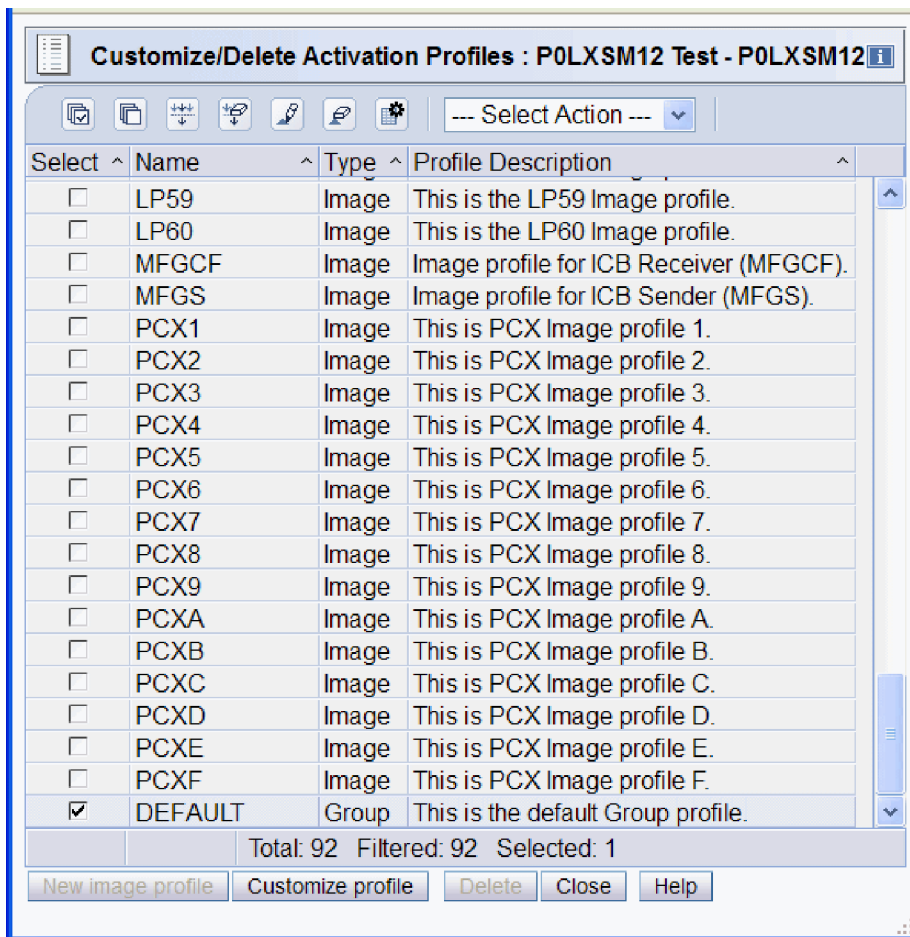 Customize/Delete Activation Profiles : P0LXSM12 Test - P0LXSM12
--- Select Action ---
Select Name Type Profile Description
LP59 Image This is the LP59 Image profile.
LP60 Image This is the LP60 Image profile.
MFGCF Image Image profile for ICB Receiver (MFGCF).
MFGS Image Image profile for ICB Sender (MFGS).
PCX1 Image This is PCX Image profile 1.
PCX2 Image This is PCX Image profile 2.
PCX3 Image This is PCX Image profile 3.
PCX4 Image This is PCX Image profile 4.
PCX5 Image This is PCX Image profile 5.
PCX6 Image This is PCX Image profile 6.
PCX7 Image This is PCX Image profile 7.
PCX8 Image This is PCX Image profile 8.
PCX9 Image This is PCX Image profile 9.
PCXA Image This is PCX Image profile A.
PCXB Image This is PCX Image profile B.
PCXC Image This is PCX Image profile C.
PCXD Image This is PCX Image profile D.
PCXE Image This is PCX Image profile E.
PCXF Image This is PCX Image profile F.
DEFAULT Group This is the default Group profile.
Total: 92 Filtered: 92 Selected: 1
New image profile Customize profile Delete Close Help